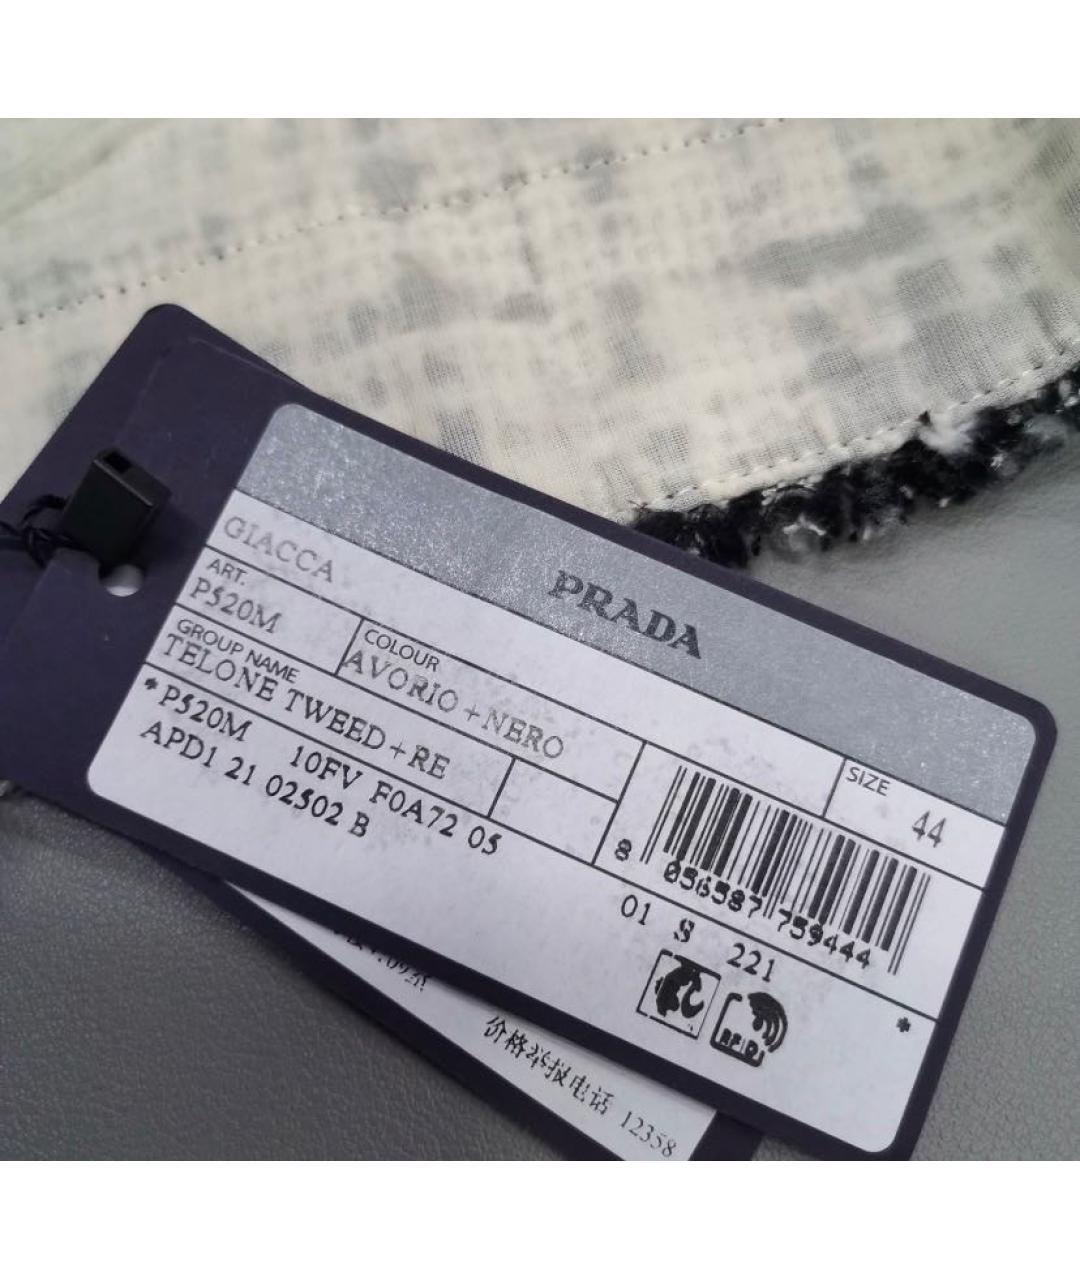 PRADA
GIACCA
ART.
P520M
COLOUR
AVORIO+NERO
SIZE
44
GROUP NAME
TELONE TWEED+RE
*P520M 10FV F0A72 05
APD1 21 02502 B
8 056587 759444
01 S 221
*
RFID
价格举报电话 12358